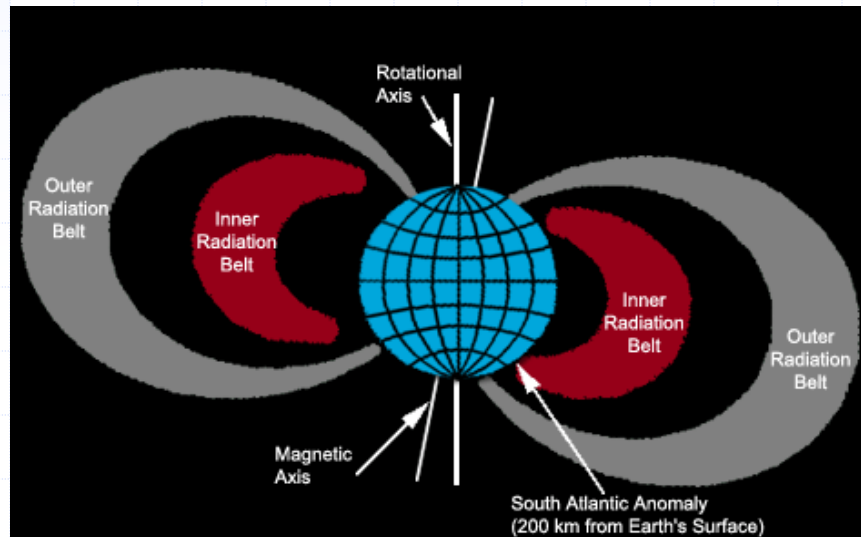 Rotational
Axis
Outer
Radiation
Belt
Inner
Radiation
Belt
Inner
Radiation
Belt
Outer
Radiation
Belt
Magnetic
Axis
South Atlantic Anomaly
(200 km from Earth's Surface)